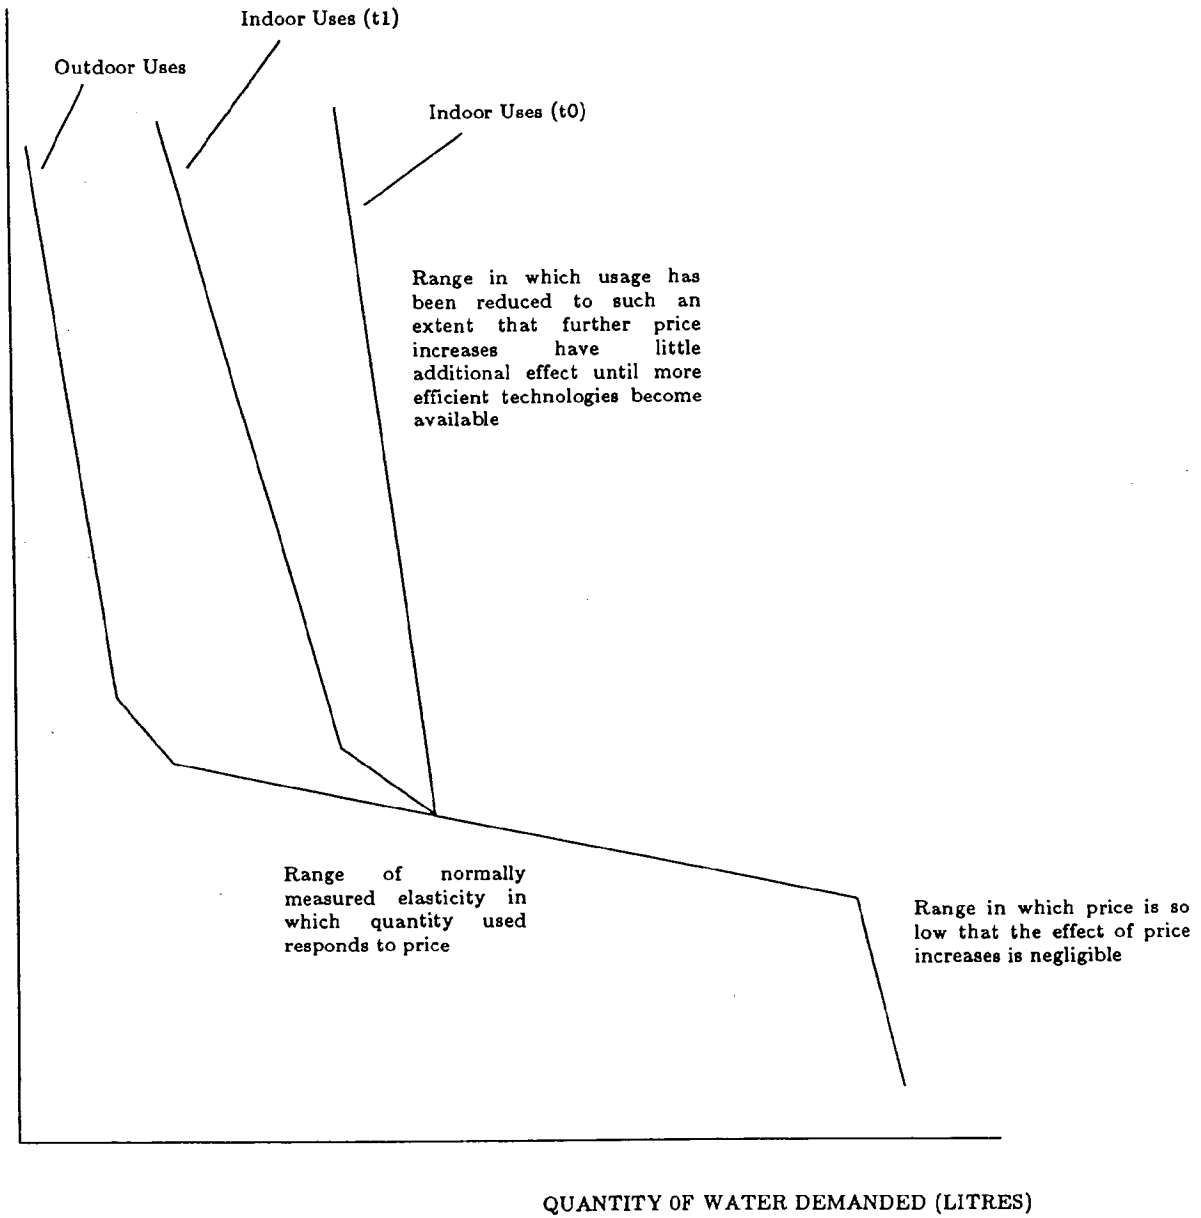 Indoor Uses (t1)
Outdoor Uses
Indoor Uses (t0)
Range in which usage has
been reduced to such an
extent that further price
increases have little
additional effect until more
efficient technologies become
available
Range of normally
measured elasticity in
which quantity used
responds to price
Range in which price is so
low that the effect of price
increases is negligible
QUANTITY OF WATER DEMANDED (LITRES)